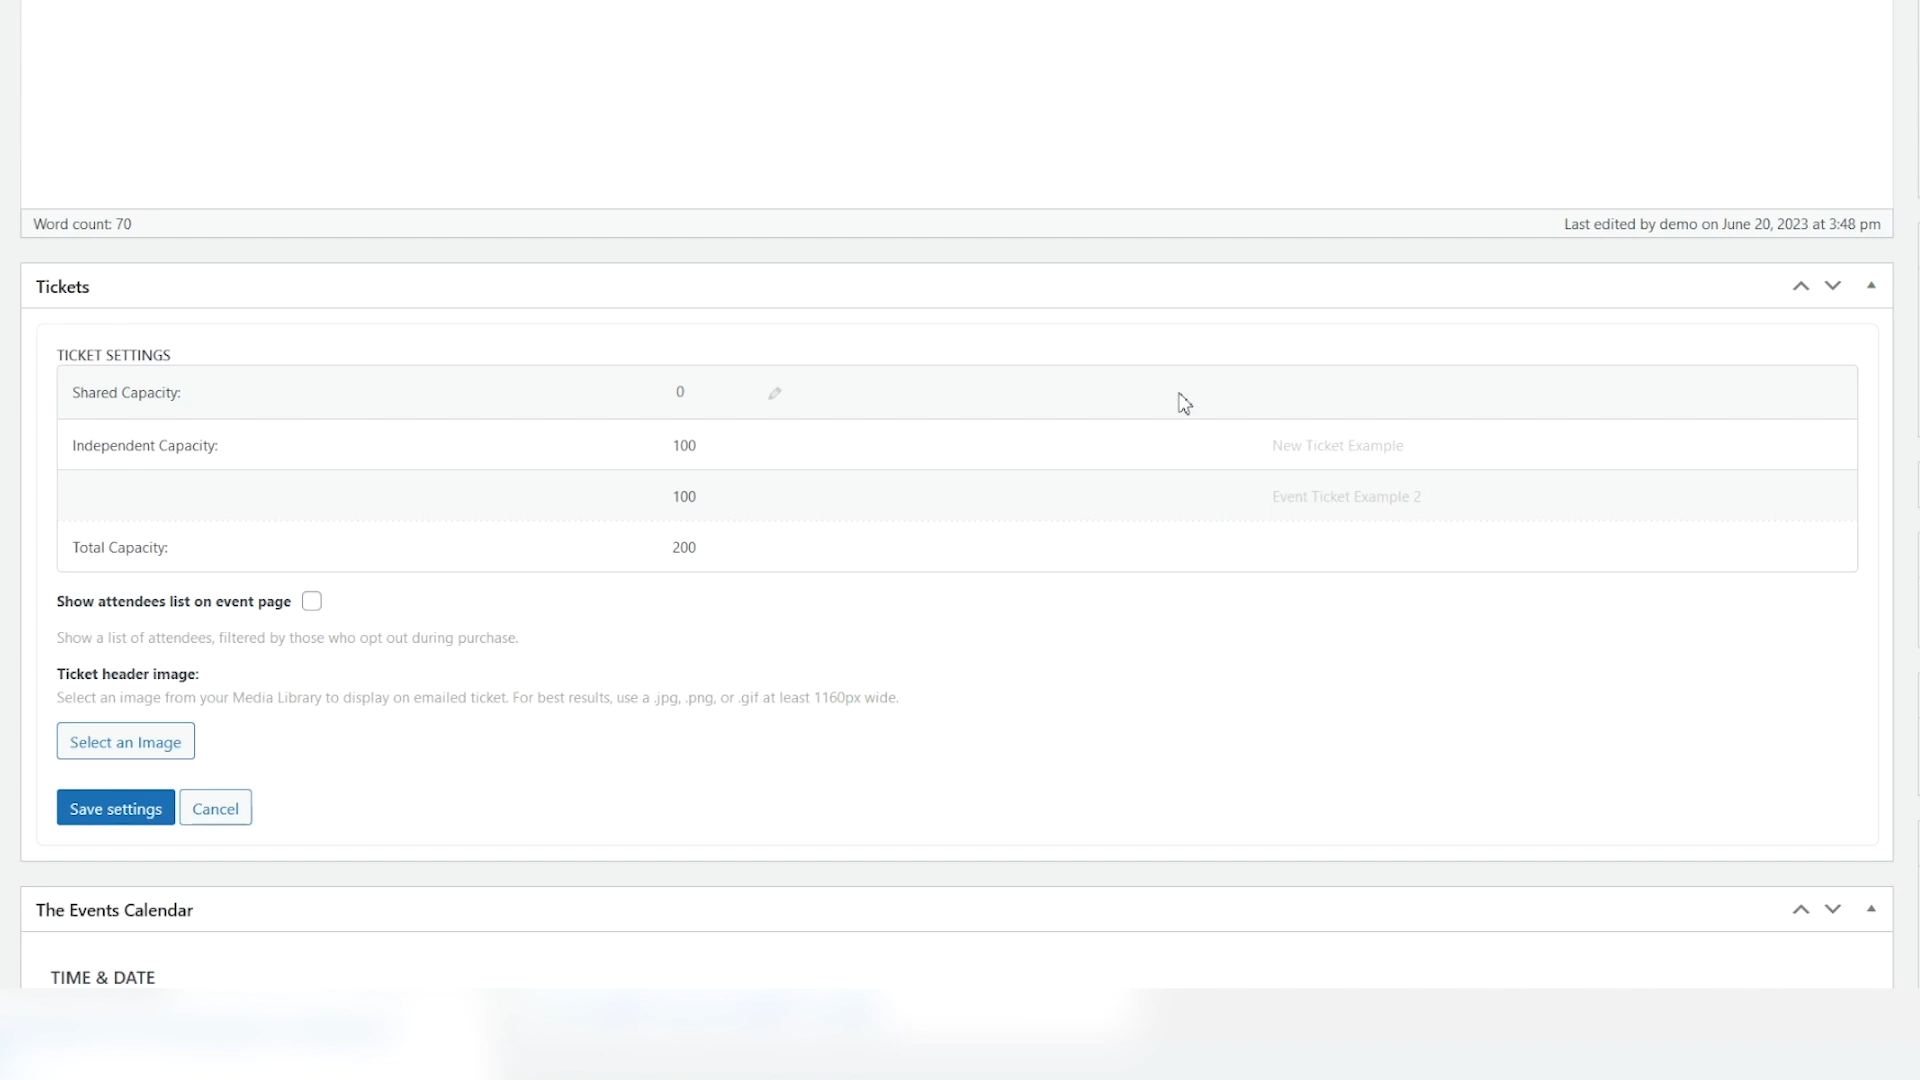 Word count: 70
Last edited by demo on June 20, 2023 at 3:48 pm
Tickets
TICKET SETTINGS
Shared Capacity: 0
Independent Capacity: 100 New Ticket Example
100 Event Ticket Example 2
Total Capacity: 200
Show attendees list on event page
Show a list of attendees, filtered by those who opt out during purchase.
Ticket header image:
Select an image from your Media Library to display on emailed ticket. For best results, use a .jpg, .png, or .gif at least 1160px wide.
Select an Image
Save settings Cancel
The Events Calendar
TIME & DATE